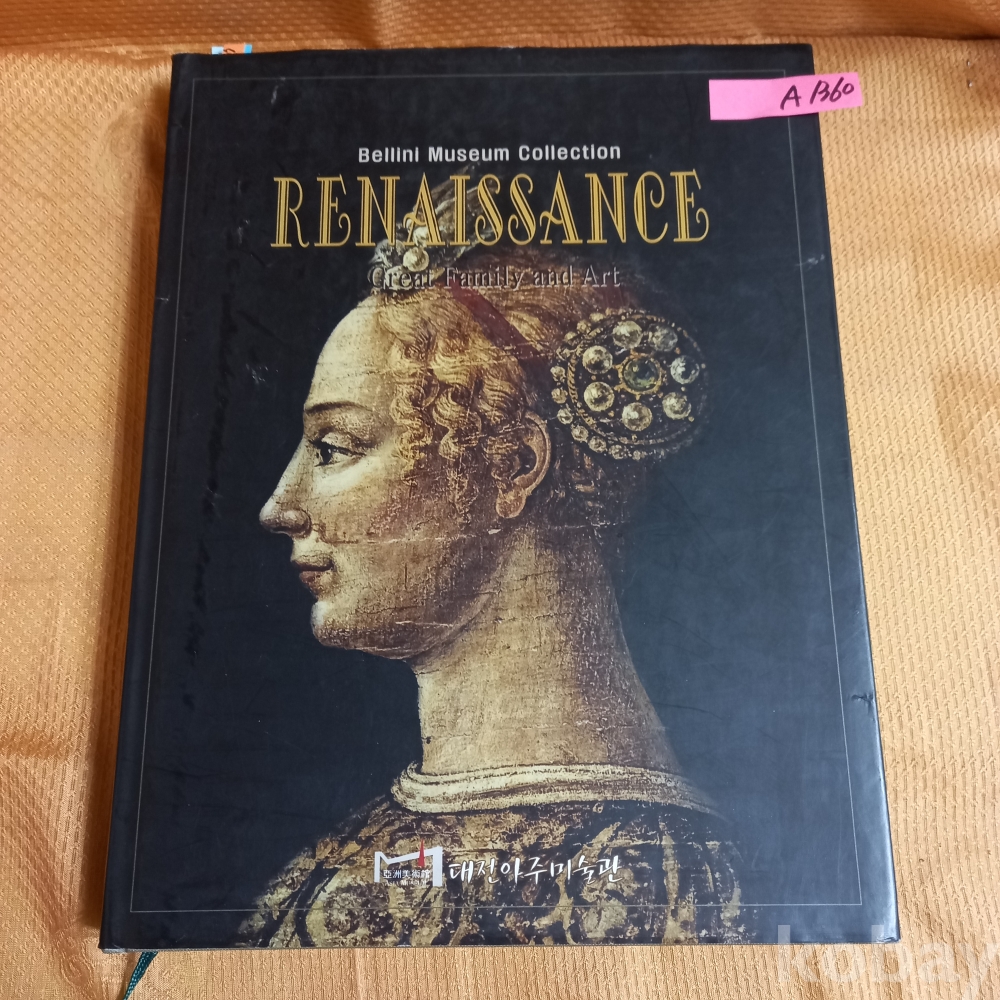 A B60
Bellini Museum Collection
RENAISSANCE
Great Family and Art
亞洲美術館
대전아주미술관
kobay